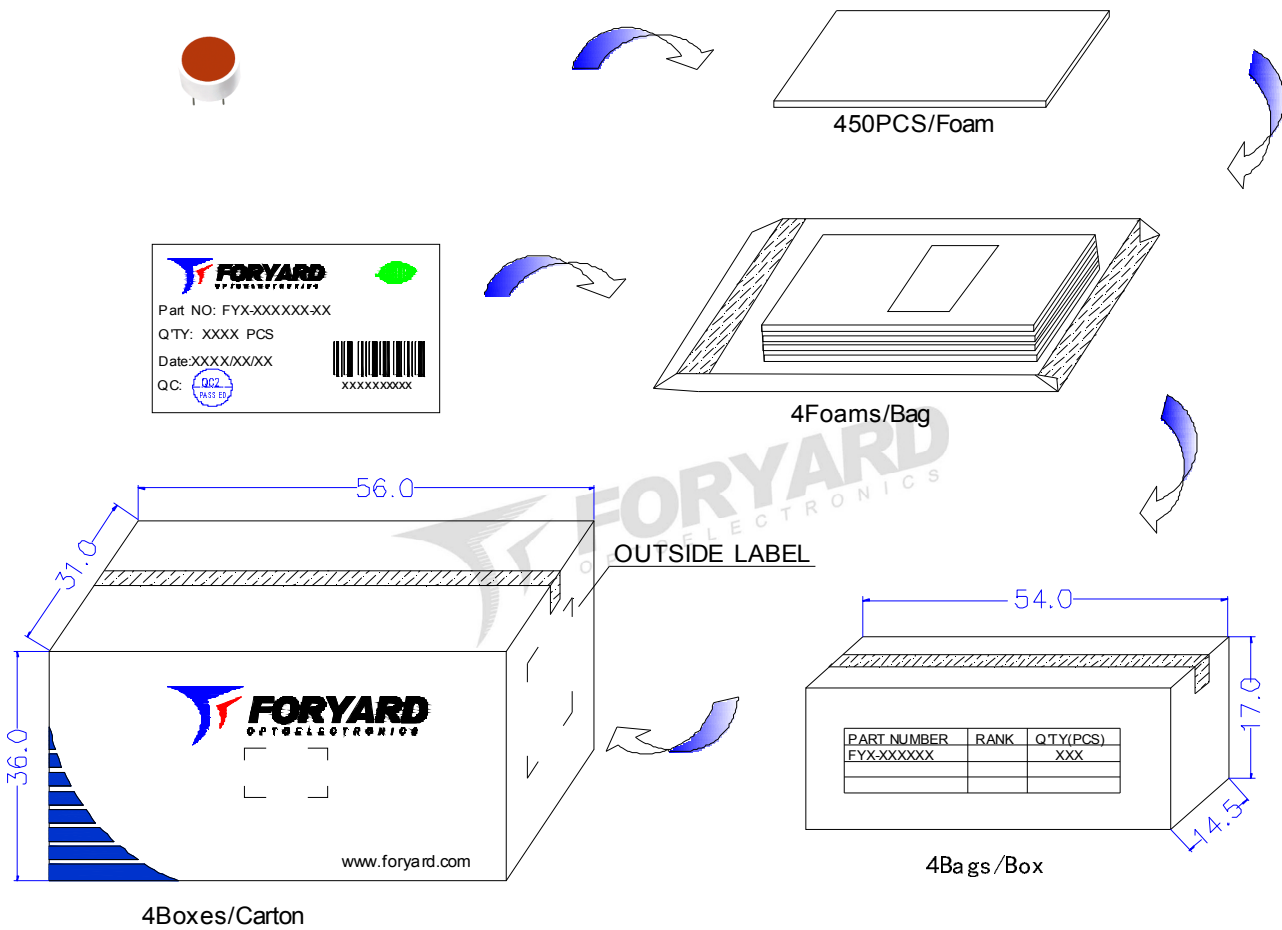 450PCS/Foam
FORYARD
OPTOELECTRONICS
Part NO: FYX-XXXXXX-XX
Q'TY: XXXX PCS
Date:XXXX/XX/XX
QC: QC2
PASSED
XXXXXXXXXX
4Foams/Bag
FORYARD
OPTOELECTRONICS
56.0
31.0
36.0
OUTSIDE LABEL
FORYARD
OPTOELECTRONICS
www.foryard.com
4Boxes/Carton
54.0
17.0
14.5
PART NUMBER RANK Q'TY(PCS)
FYX-XXXXXX XXX
4Bags/Box